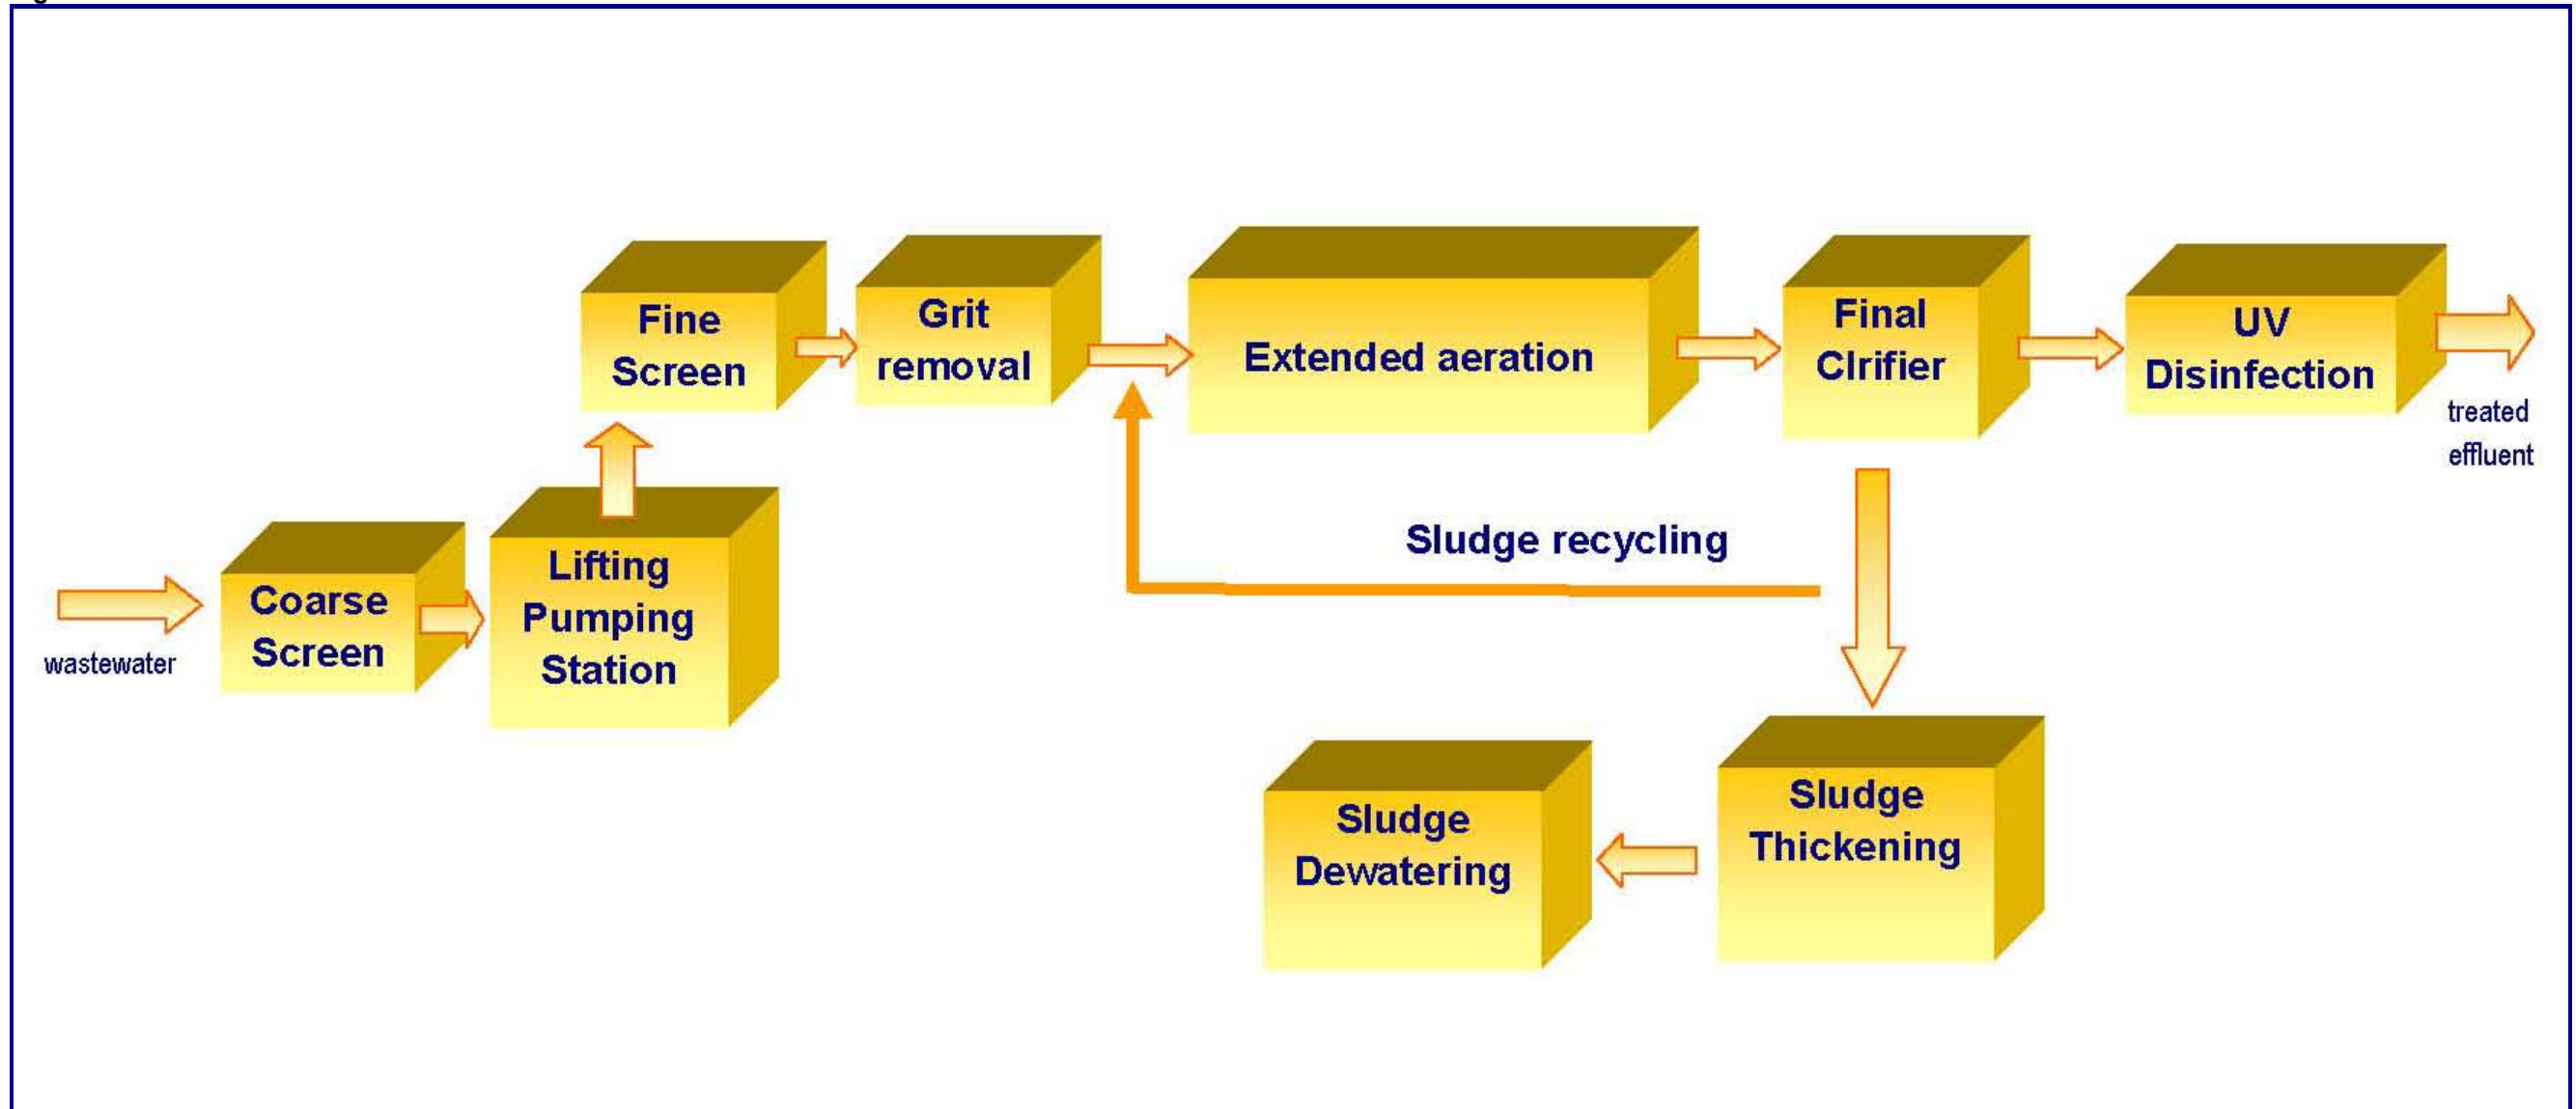 wastewater
Coarse
Screen
Lifting
Pumping
Station
Fine
Screen
Grit
removal
Extended aeration
Final
Clrifier
UV
Disinfection
treated
effluent
Sludge recycling
Sludge
Thickening
Sludge
Dewatering